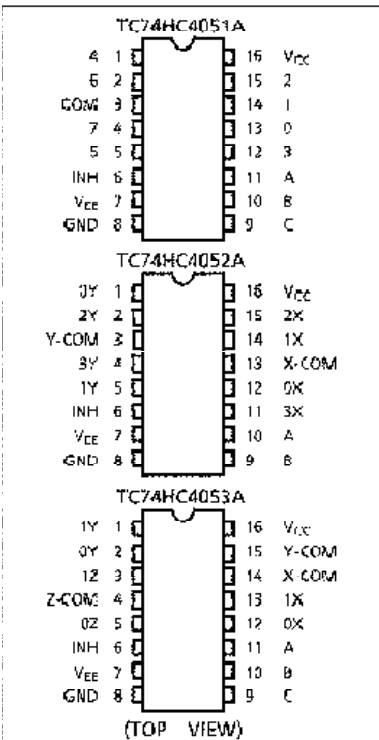 TC74HC4051A
4 1 16 VCC
6 2 15 2
COM 3 14 1
7 4 13 0
5 5 12 3
INH 6 11 A
VEE 7 10 B
GND 8 9 C
TC74HC4052A
0Y 1 16 VCC
2Y 2 15 2X
Y-COM 3 14 1X
3Y 4 13 X-COM
1Y 5 12 0X
INH 6 11 3X
VEE 7 10 A
GND 8 9 B
TC74HC4053A
1Y 1 16 VCC
0Y 2 15 Y-COM
1Z 3 14 X-COM
Z-COM 4 13 1X
0Z 5 12 0X
INH 6 11 A
VEE 7 10 B
GND 8 9 C
(TOP VIEW)